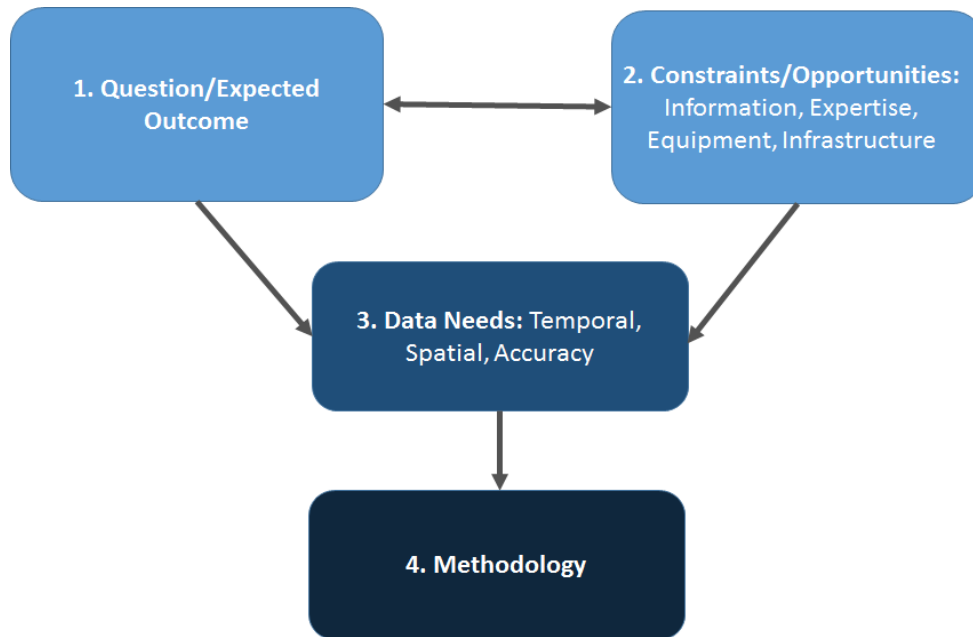 1. Question/Expected
Outcome
2. Constraints/Opportunities:
Information, Expertise,
Equipment, Infrastructure
3. Data Needs: Temporal,
Spatial, Accuracy
4. Methodology